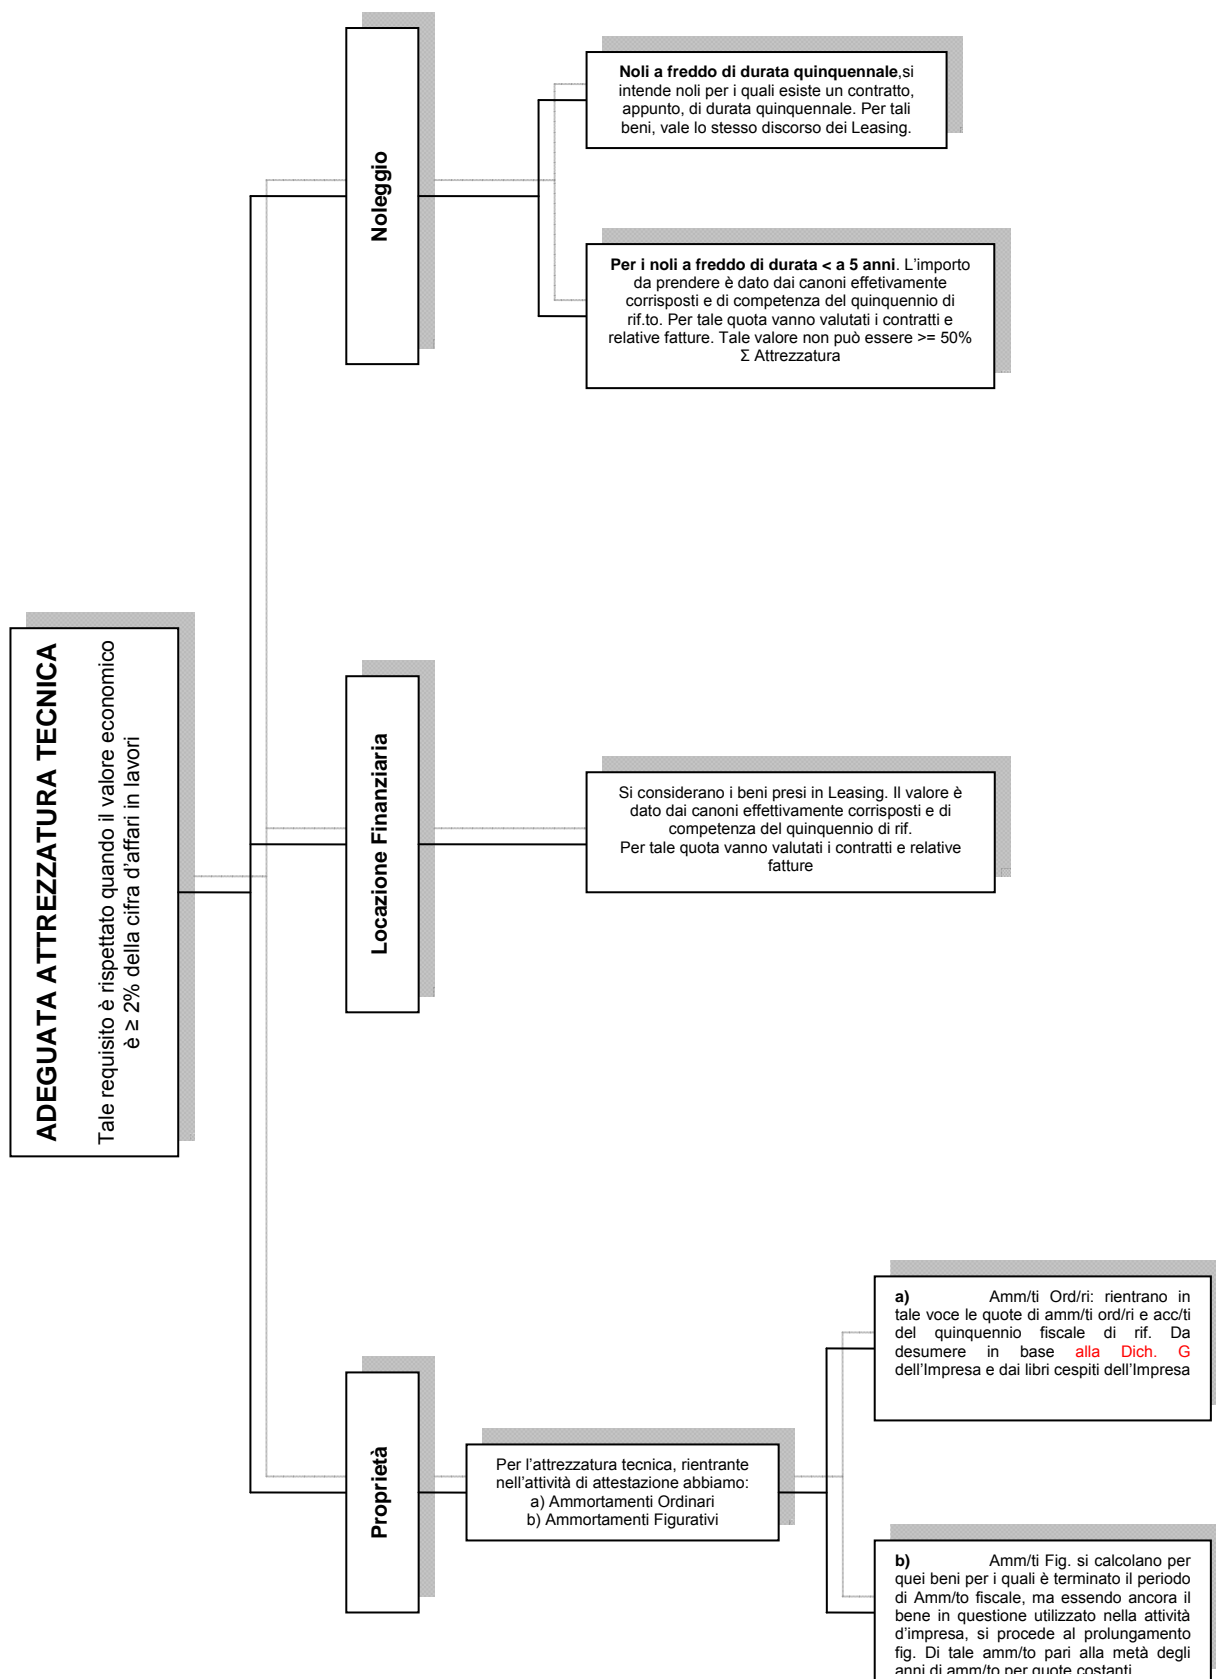 ADEGUATA ATTREZZATURA TECNICA
Tale requisito è rispettato quando il valore economico
è ≥ 2% della cifra d'affari in lavori
Noleggio
Noli a freddo di durata quinquennale,si
intende noli per i quali esiste un contratto,
appunto, di durata quinquennale. Per tali
beni, vale lo stesso discorso dei Leasing.
Per i noli a freddo di durata < a 5 anni. L'importo
da prendere è dato dai canoni effetivamente
corrisposti e di competenza del quinquennio di
rif.to. Per tale quota vanno valutati i contratti e
relative fatture. Tale valore non può essere >= 50%
Σ Attrezzatura
Locazione Finanziaria
Si considerano i beni presi in Leasing. Il valore è
dato dai canoni effettivamente corrisposti e di
competenza del quinquennio di rif.
Per tale quota vanno valutati i contratti e relative
fatture
Proprietà
Per l'attrezzatura tecnica, rientrante
nell'attività di attestazione abbiamo:
a) Ammortamenti Ordinari
b) Ammortamenti Figurativi
a) Amm/ti Ord/ri: rientrano in
tale voce le quote di amm/ti ord/ri e acc/ti
del quinquennio fiscale di rif. Da
desumere in base alla Dich. G
dell'Impresa e dai libri cespiti dell'Impresa
b) Amm/ti Fig. si calcolano per
quei beni per i quali è terminato il periodo
di Amm/to fiscale, ma essendo ancora il
bene in questione utilizzato nella attività
d'impresa, si procede al prolungamento
fig. Di tale amm/to pari alla metà degli
anni di amm/to per quote costanti